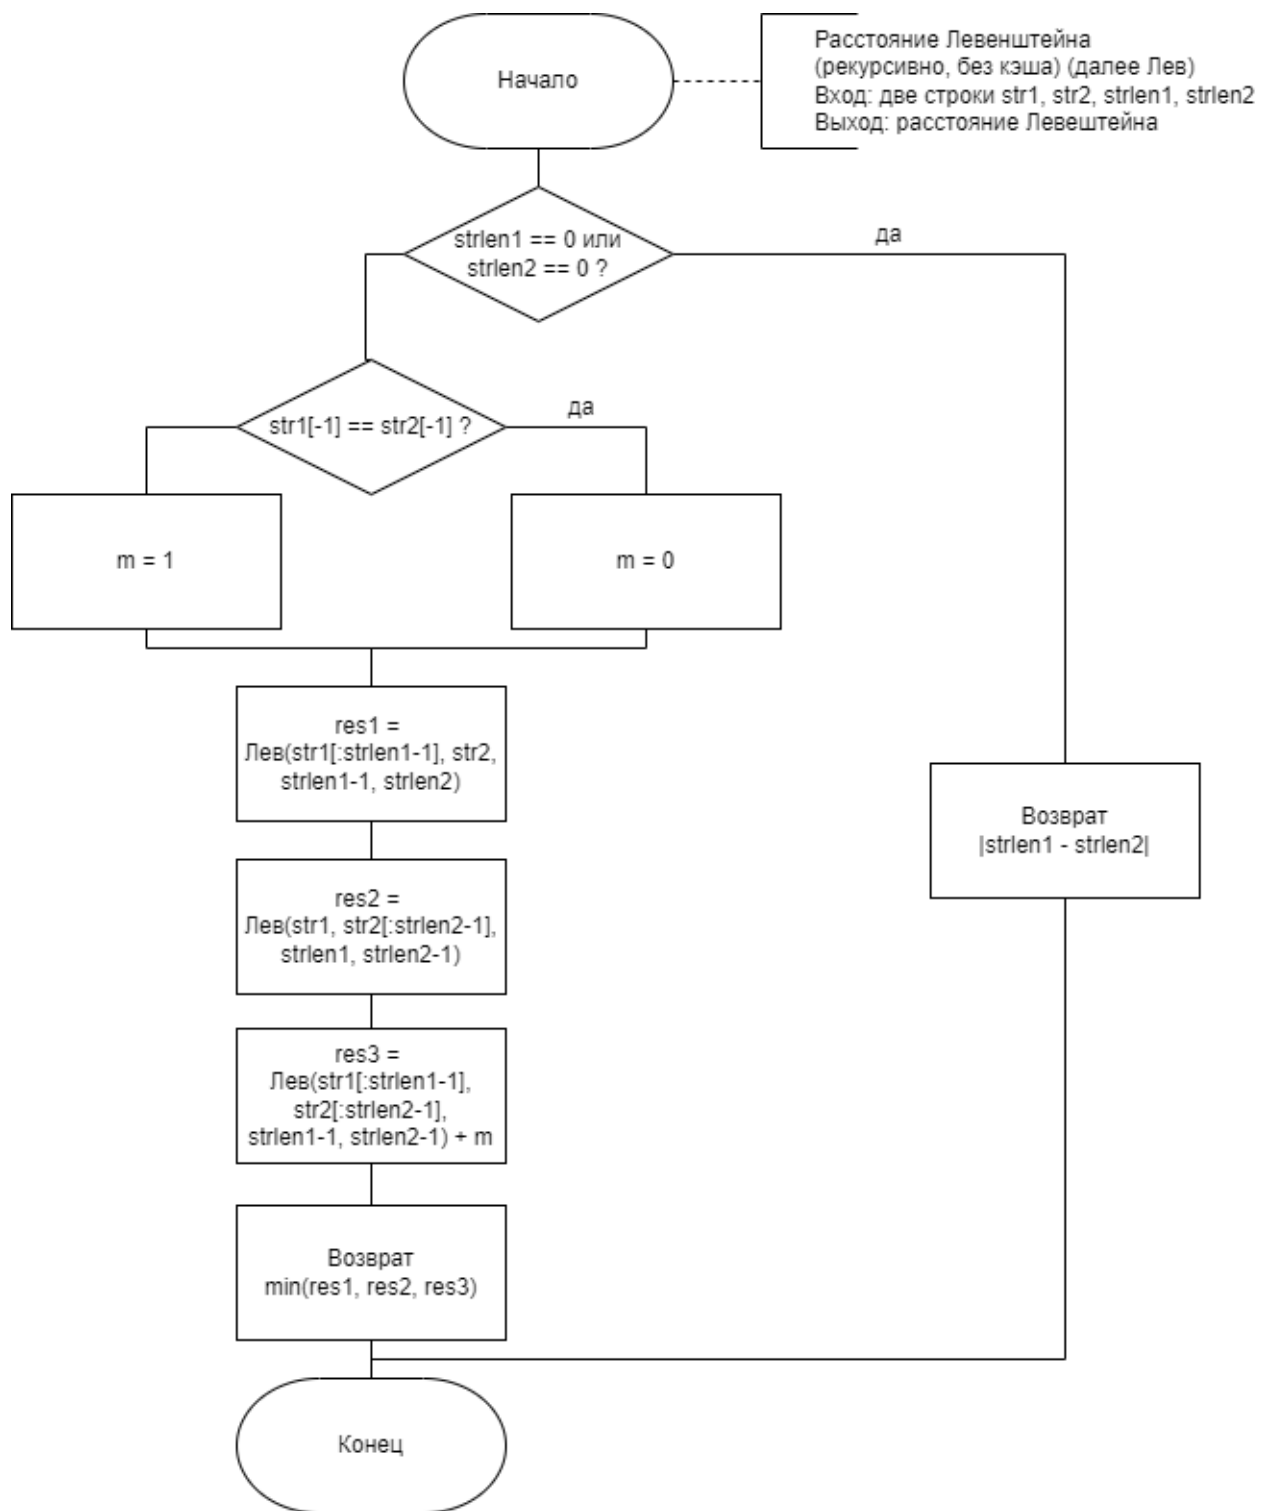 Начало
Расстояние Левенштейна
(рекурсивно, без кэша) (далее Лев)
Вход: две строки str1, str2, strlen1, strlen2
Выход: расстояние Левештейна
strlen1 == 0 или
strlen2 == 0 ?
да
str1[-1] == str2[-1] ?
да
m = 1
m = 0
res1 =
Лев(str1[:strlen1-1], str2,
strlen1-1, strlen2)
Возврат
|strlen1 - strlen2|
res2 =
Лев(str1, str2[:strlen2-1],
strlen1, strlen2-1)
res3 =
Лев(str1[:strlen1-1],
str2[:strlen2-1],
strlen1-1, strlen2-1) + m
Возврат
min(res1, res2, res3)
Конец